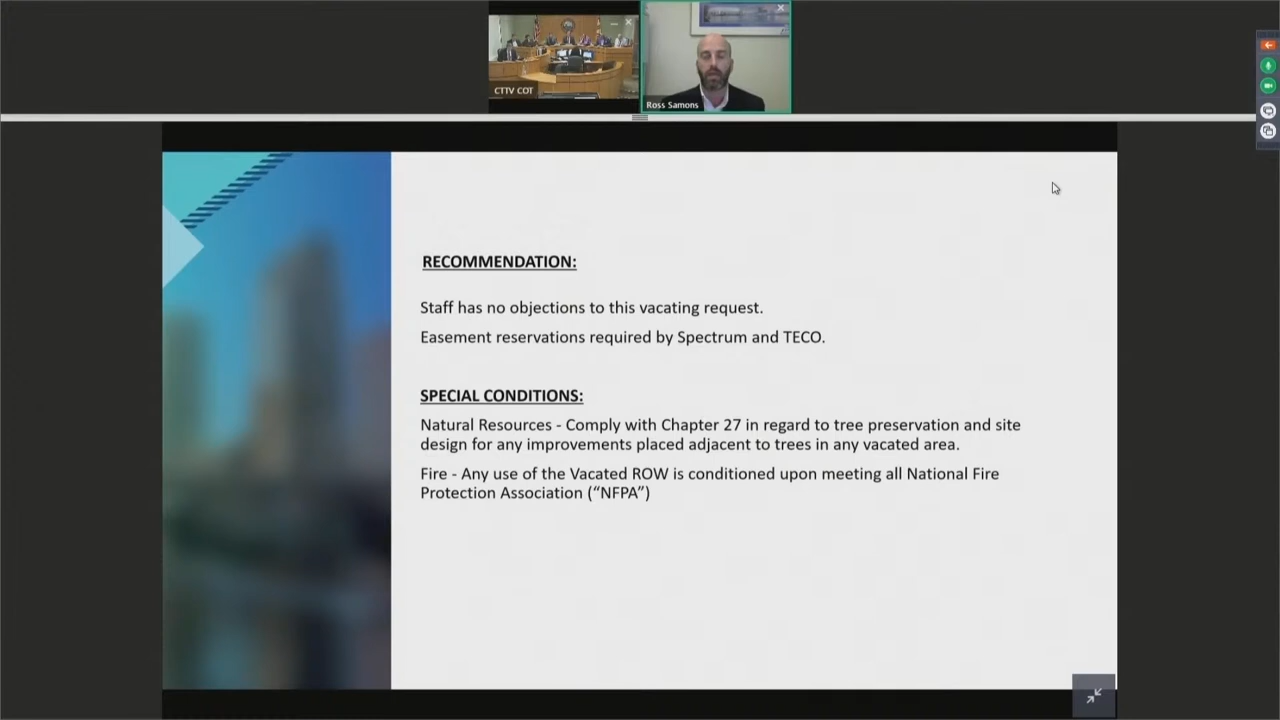 CTTV COT
Ross Samons
RECOMMENDATION:
Staff has no objections to this vacating request.
Easement reservations required by Spectrum and TECO.
SPECIAL CONDITIONS:
Natural Resources - Comply with Chapter 27 in regard to tree preservation and site
design for any improvements placed adjacent to trees in any vacated area.
Fire - Any use of the Vacated ROW is conditioned upon meeting all National Fire
Protection Association (“NFPA”)